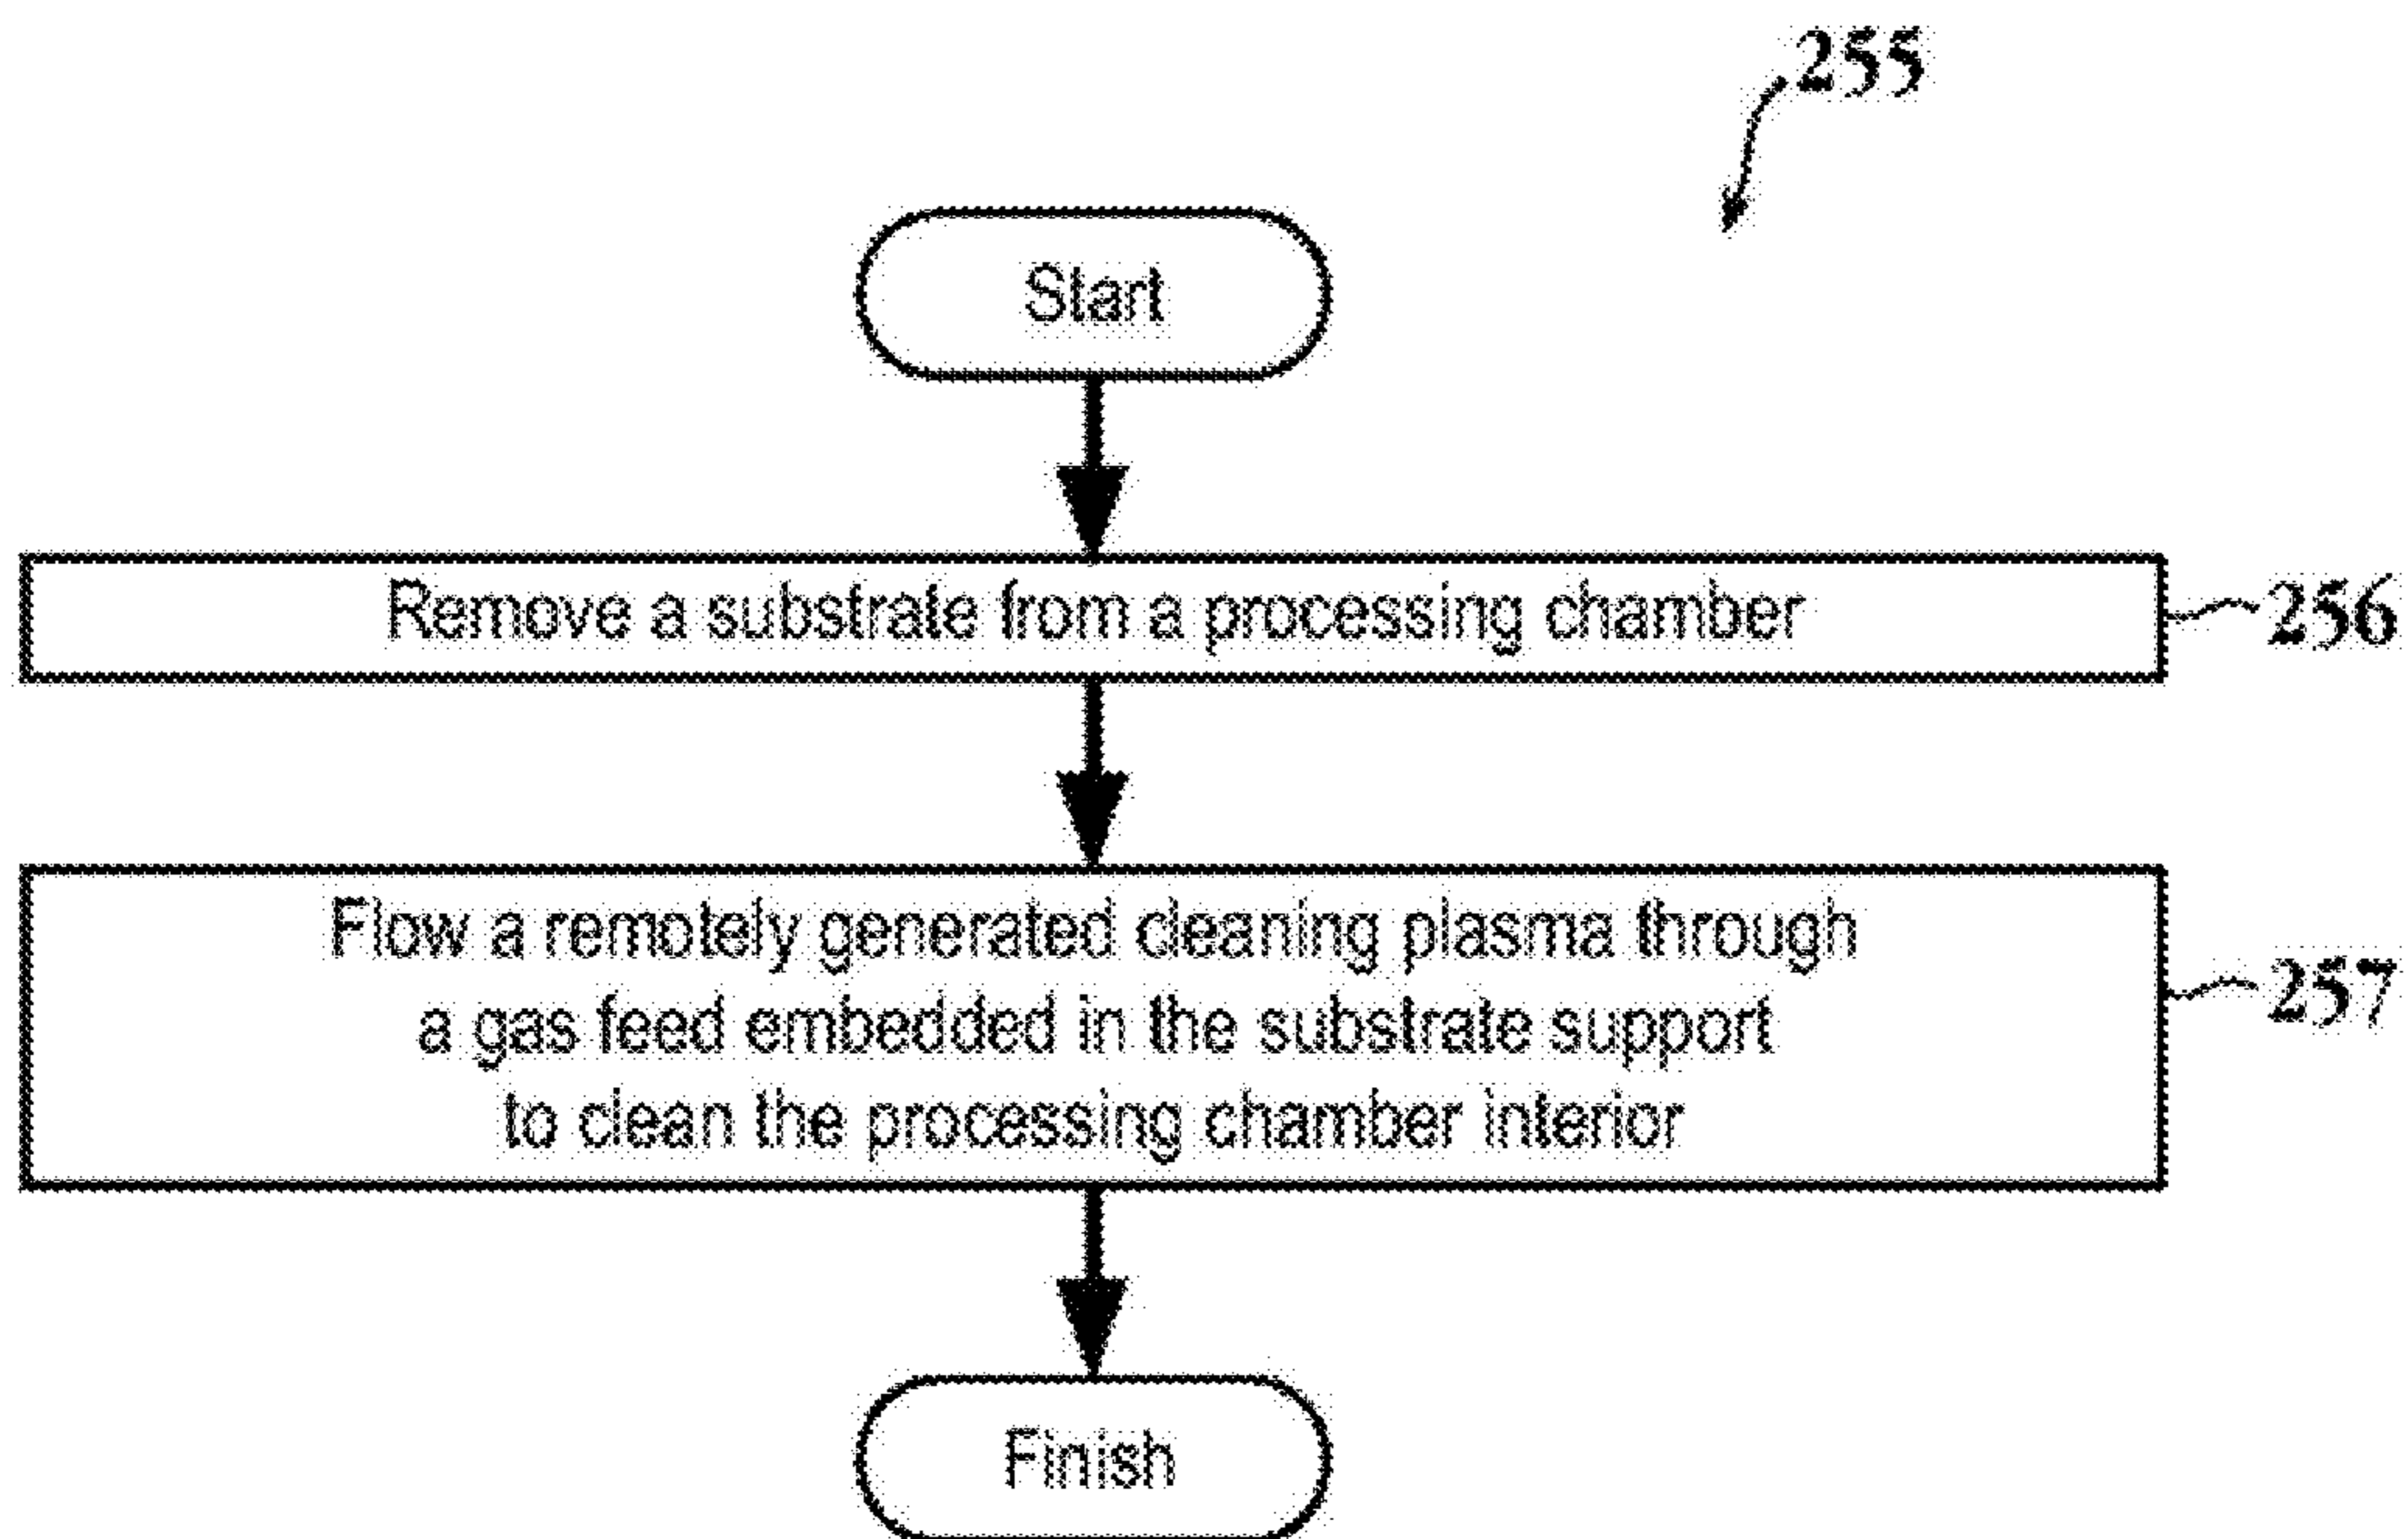 255
Start
Remove a substrate from a processing chamber
256
Flow a remotely generated cleaning plasma through
a gas feed embedded in the substrate support
to clean the processing chamber interior
257
Finish